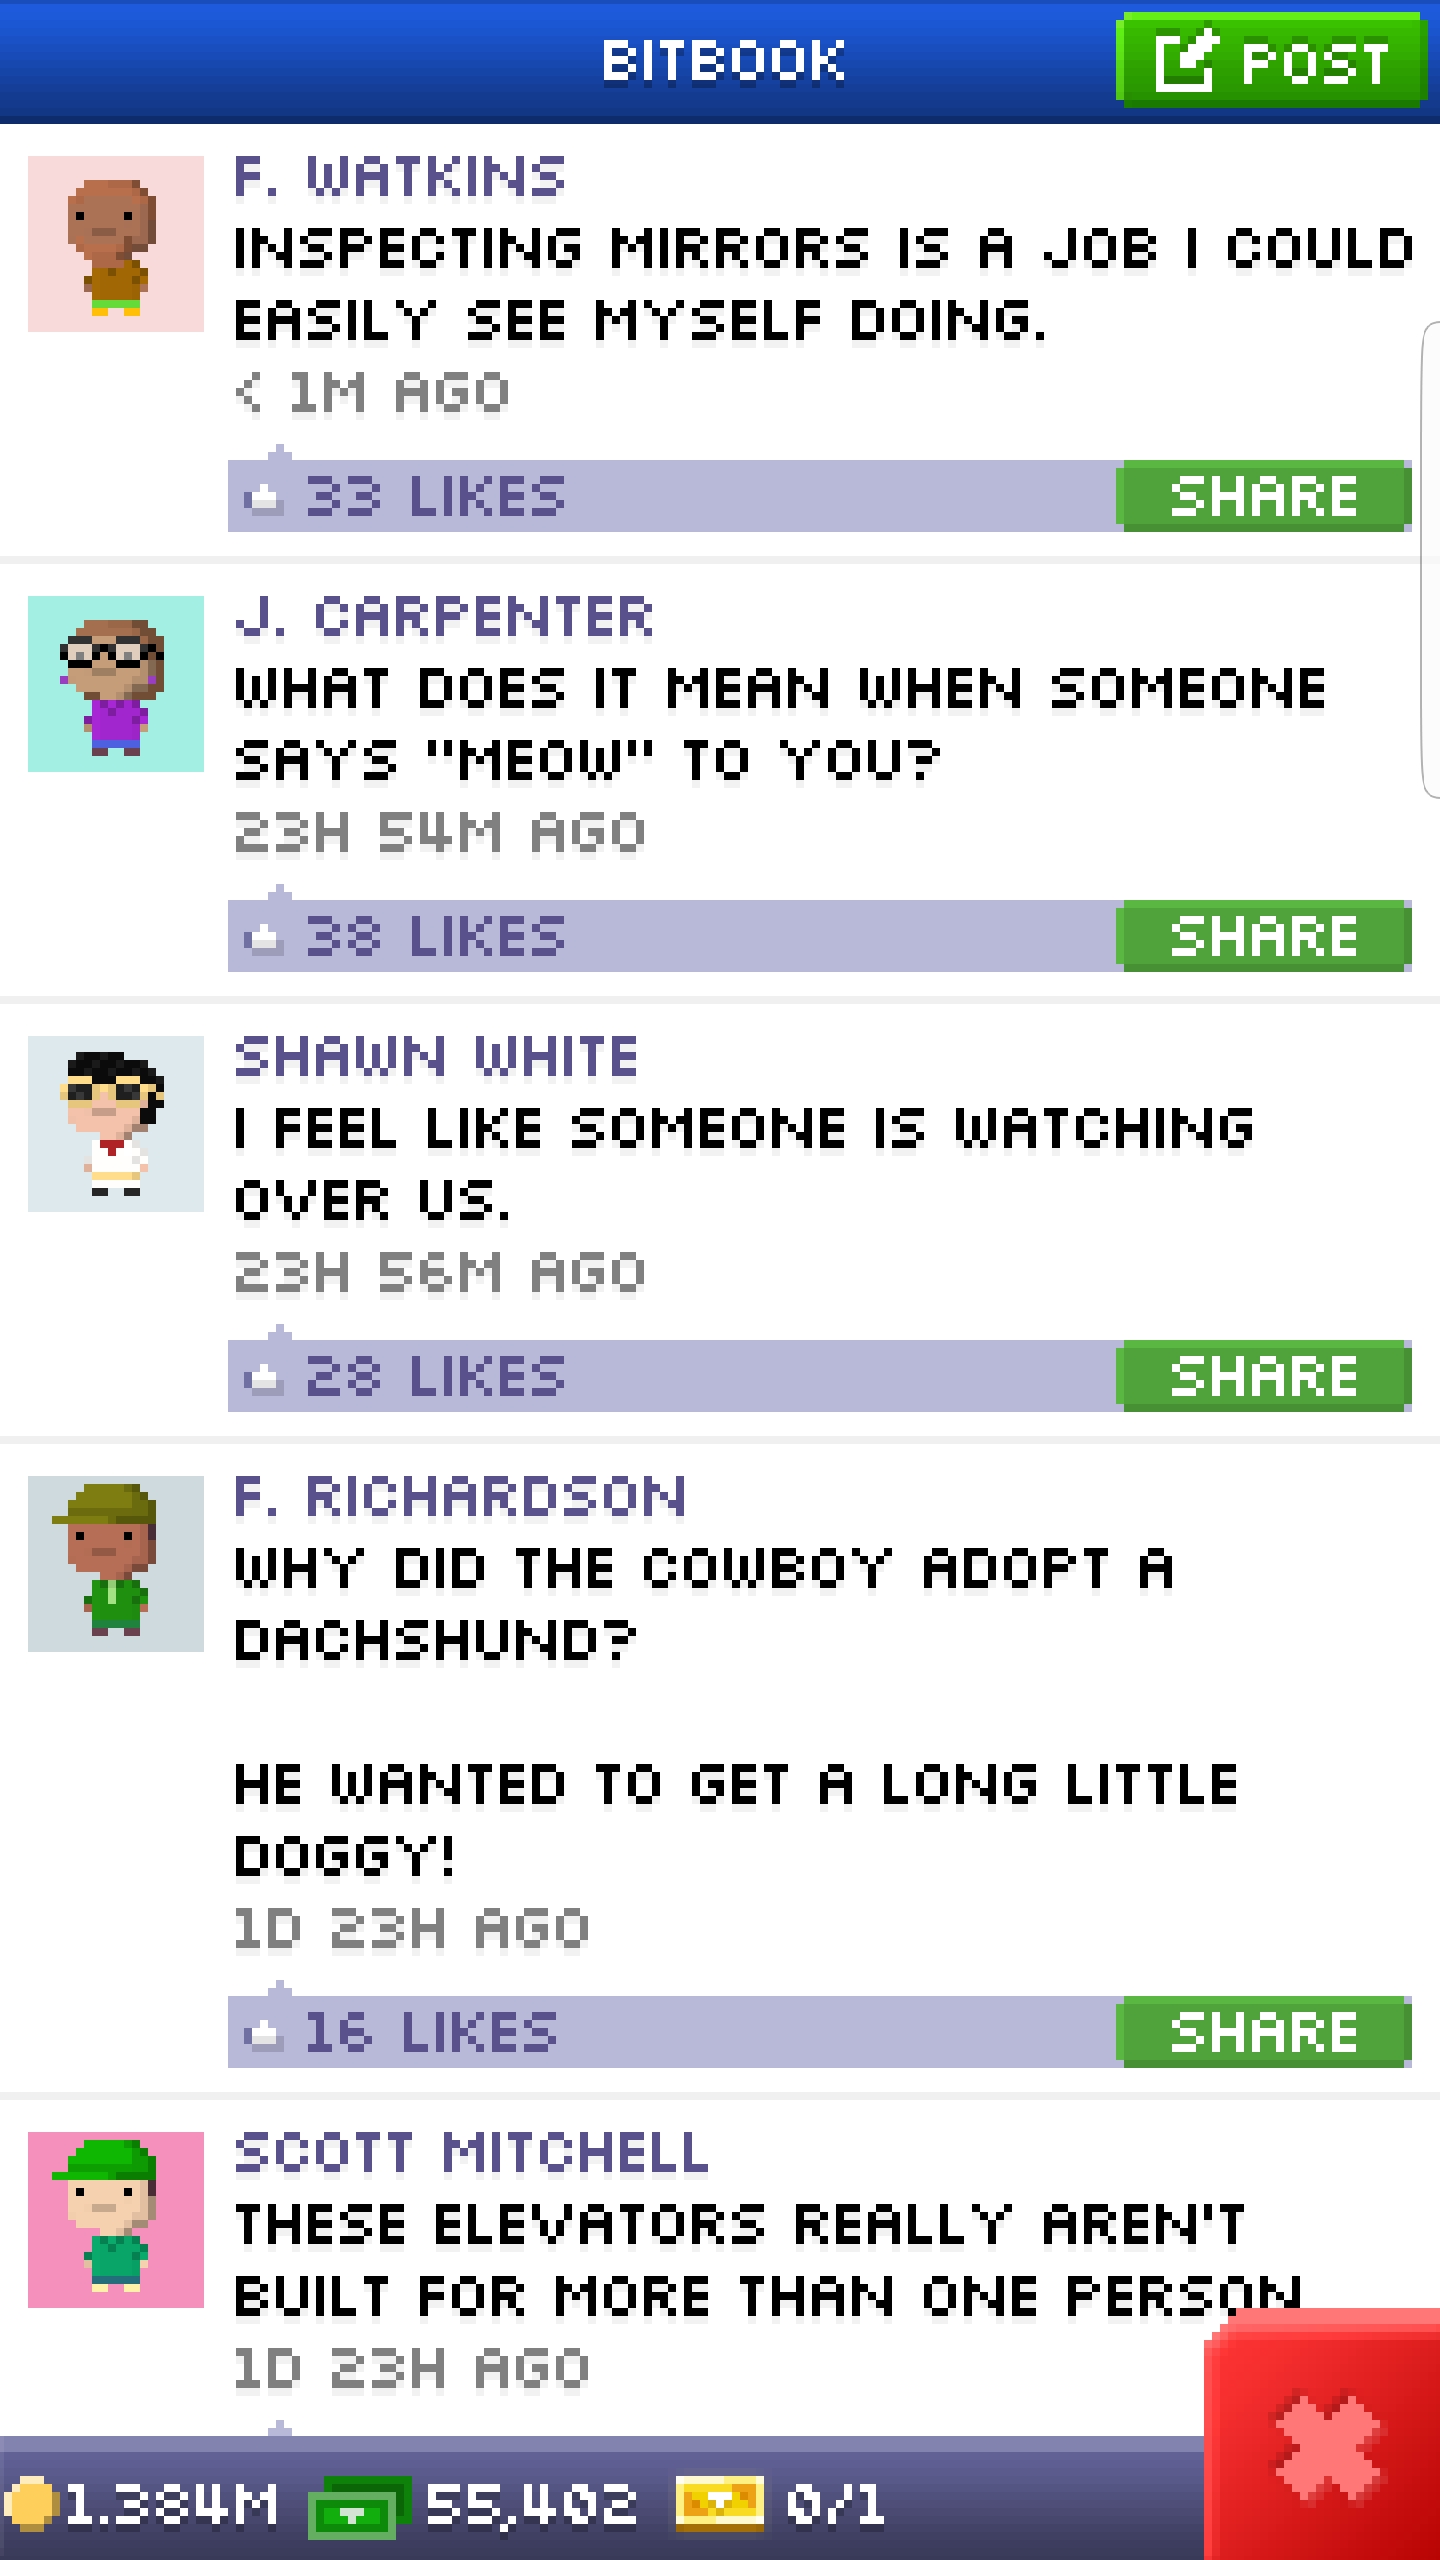 BITBOOK
POST
F. WATKINS
INSPECTING MIRRORS IS A JOB I COULD
EASILY SEE MYSELF DOING.
< 1M AGO
33 LIKES
SHARE
J. CARPENTER
WHAT DOES IT MEAN WHEN SOMEONE
SAYS "MEOW" TO YOU?
23H 54M AGO
38 LIKES
SHARE
SHAWN WHITE
I FEEL LIKE SOMEONE IS WATCHING
OVER US.
23H 56M AGO
28 LIKES
SHARE
F. RICHARDSON
WHY DID THE COWBOY ADOPT A
DACHSHUND?
HE WANTED TO GET A LONG LITTLE
DOGGY!
1D 23H AGO
16 LIKES
SHARE
SCOTT MITCHELL
THESE ELEVATORS REALLY AREN'T
BUILT FOR MORE THAN ONE PERSON
1D 23H AGO
1.384M
55,402
0/1